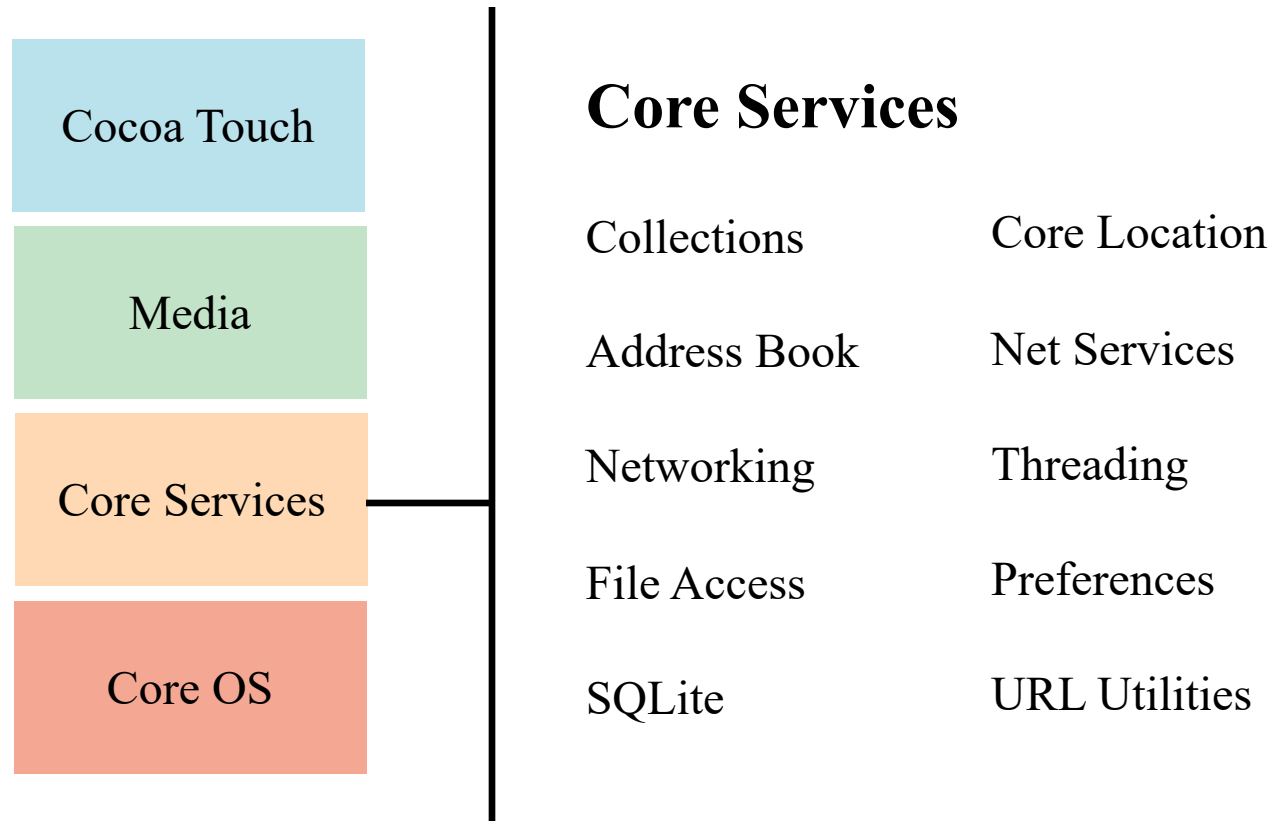 Cocoa Touch
Media
Core Services
Core OS
Core Services
Collections
Core Location
Address Book
Net Services
Networking
Threading
File Access
Preferences
SQLite
URL Utilities